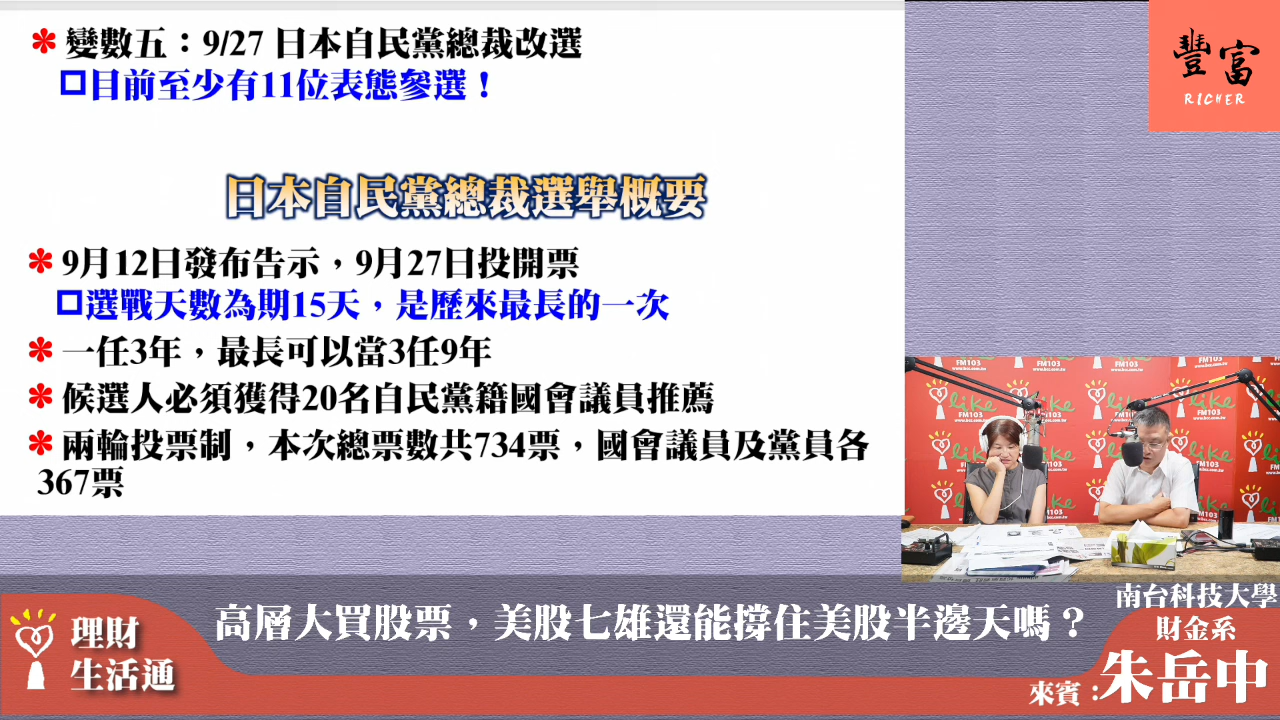 ✽ 變數五：9/27 日本自民黨總裁改選
目前至少有11位表態參選！
日本自民黨總裁選舉概要
✽ 9月12日發布告示，9月27日投開票
選戰天數為期15天，是歷來最長的一次
✽ 一任3年，最長可以當3任9年
✽ 候選人必須獲得20名自民黨籍國會議員推薦
✽ 兩輪投票制，本次總票數共734票，國會議員及黨員各
367票
豐富
RICHER
like
FM103
www.bcc.com.tw
高層大買股票，美股七雄還能撐住美股半邊天嗎？
理財
生活通
南台科技大學
財金系
來賓：朱岳中